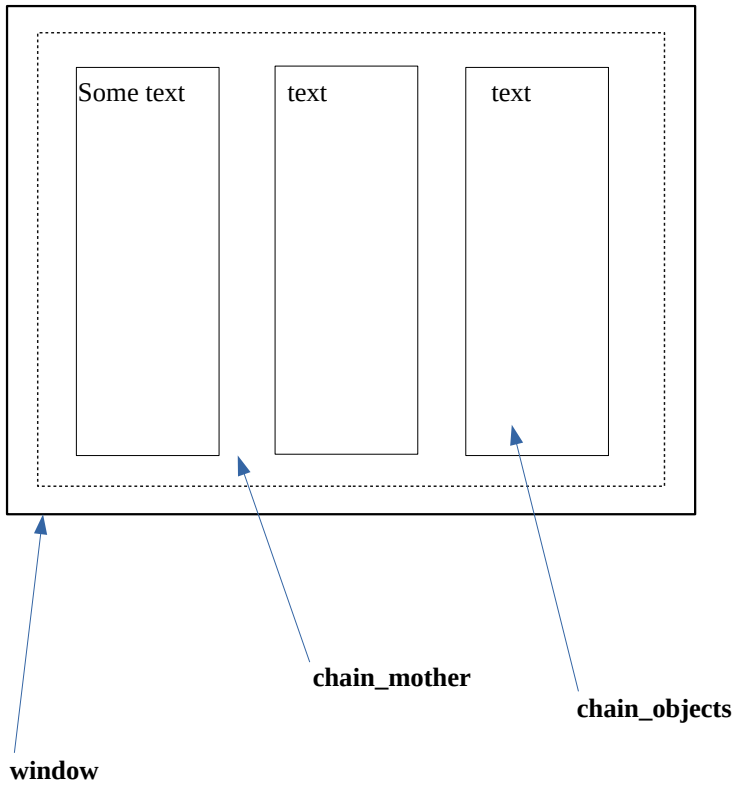 Some text
text
text
chain_mother
chain_objects
window